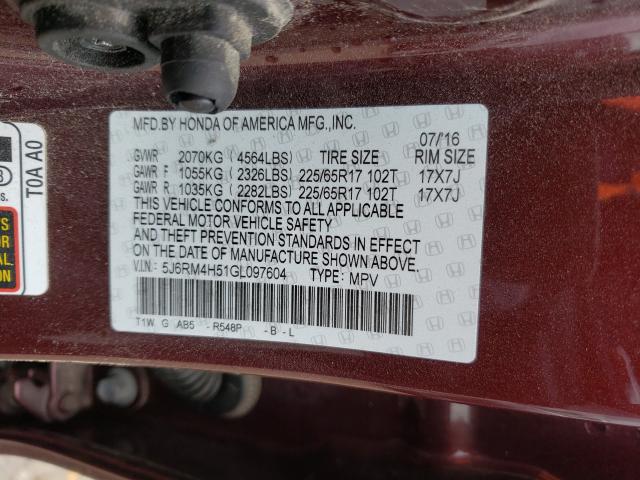 MFD.BY HONDA OF AMERICA MFG.,INC.
07/16
GVWR 2070KG (4564LBS) TIRE SIZE RIM SIZE
GAWR F 1055KG (2326LBS) 225/65R17 102T 17X7J
GAWR R 1035KG (2282LBS) 225/65R17 102T 17X7J
THIS VEHICLE CONFORMS TO ALL APPLICABLE
FEDERAL MOTOR VEHICLE SAFETY
AND THEFT PREVENTION STANDARDS IN EFFECT
ON THE DATE OF MANUFACTURE SHOWN ABOVE.
V.I.N.: 5J6RM4H51GL097604 TYPE: MPV
T1W G AB5 - R548P - B - L
T0A A0